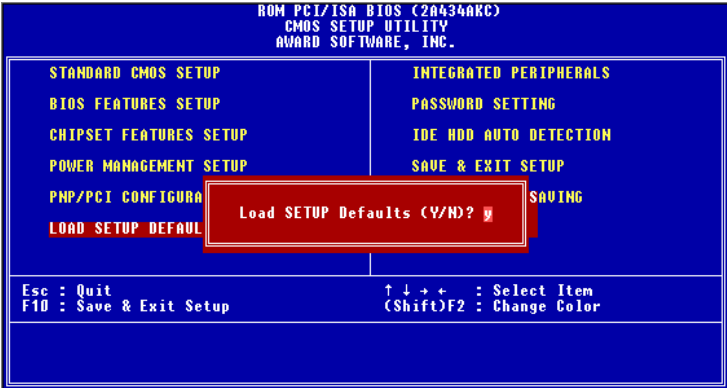 ROM PCI/ISA BIOS (2A434AKC)
CMOS SETUP UTILITY
AWARD SOFTWARE, INC.
STANDARD CMOS SETUP
BIOS FEATURES SETUP
CHIPSET FEATURES SETUP
POWER MANAGEMENT SETUP
PNP/PCI CONFIGURA
LOAD SETUP DEFAUL
INTEGRATED PERIPHERALS
PASSWORD SETTING
IDE HDD AUTO DETECTION
SAVE & EXIT SETUP
SAVING
Load SETUP Defaults (Y/N)? y
Esc : Quit
F10 : Save & Exit Setup
↑ ↓ → ← : Select Item
(Shift)F2 : Change Color